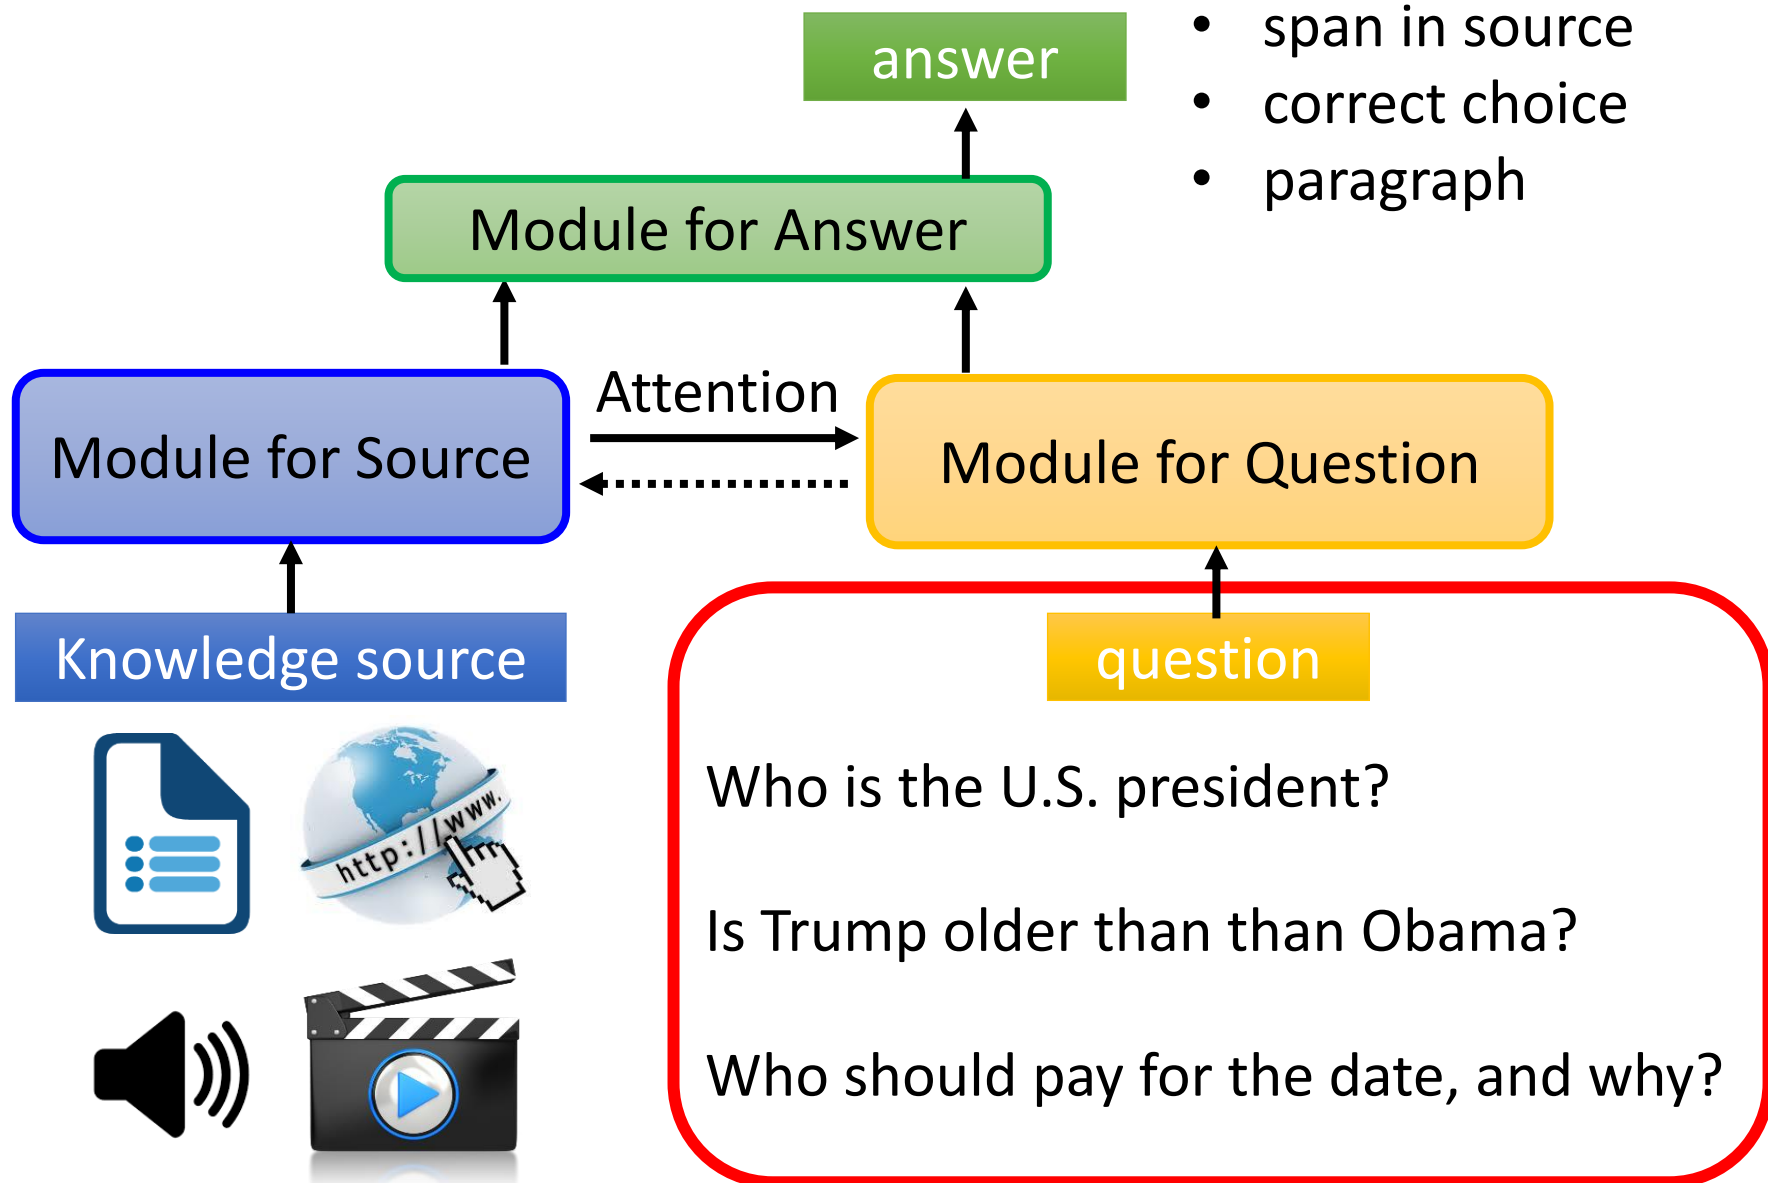 answer
• span in source
• correct choice
• paragraph
Module for Answer
Attention
Module for Source
Module for Question
Knowledge source
question
http://www.
Who is the U.S. president?
Is Trump older than than Obama?
Who should pay for the date, and why?